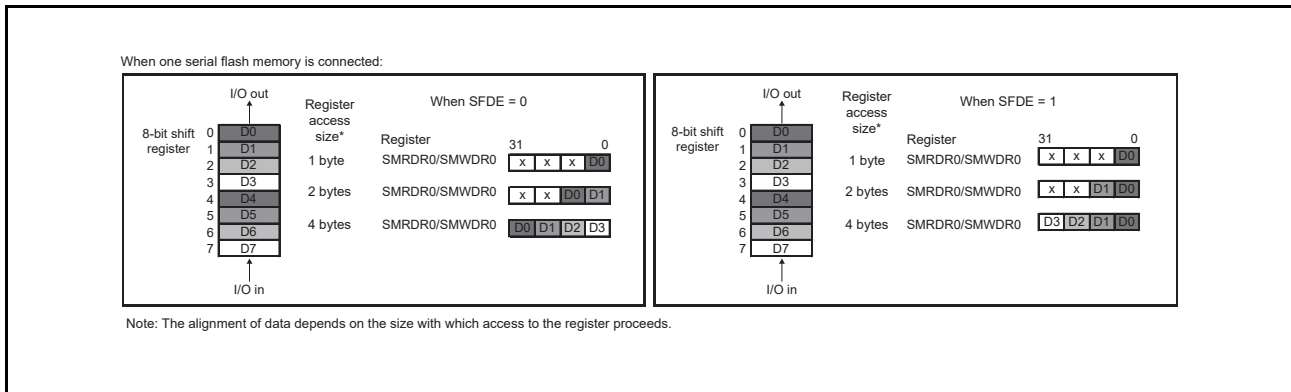 When one serial flash memory is connected:
I/O out
Register access size*
When SFDE = 0
8-bit shift register
0 D0
1 D1
2 D2
3 D3
4 D4
5 D5
6 D6
7 D7
I/O in
Register
31 0
1 byte SMRDR0/SMWDR0 x x x D0
2 bytes SMRDR0/SMWDR0 x x D0 D1
4 bytes SMRDR0/SMWDR0 D0 D1 D2 D3
I/O out
Register access size*
When SFDE = 1
8-bit shift register
0 D0
1 D1
2 D2
3 D3
4 D4
5 D5
6 D6
7 D7
I/O in
Register
31 0
1 byte SMRDR0/SMWDR0 x x x D0
2 bytes SMRDR0/SMWDR0 x x D1 D0
4 bytes SMRDR0/SMWDR0 D3 D2 D1 D0
Note: The alignment of data depends on the size with which access to the register proceeds.